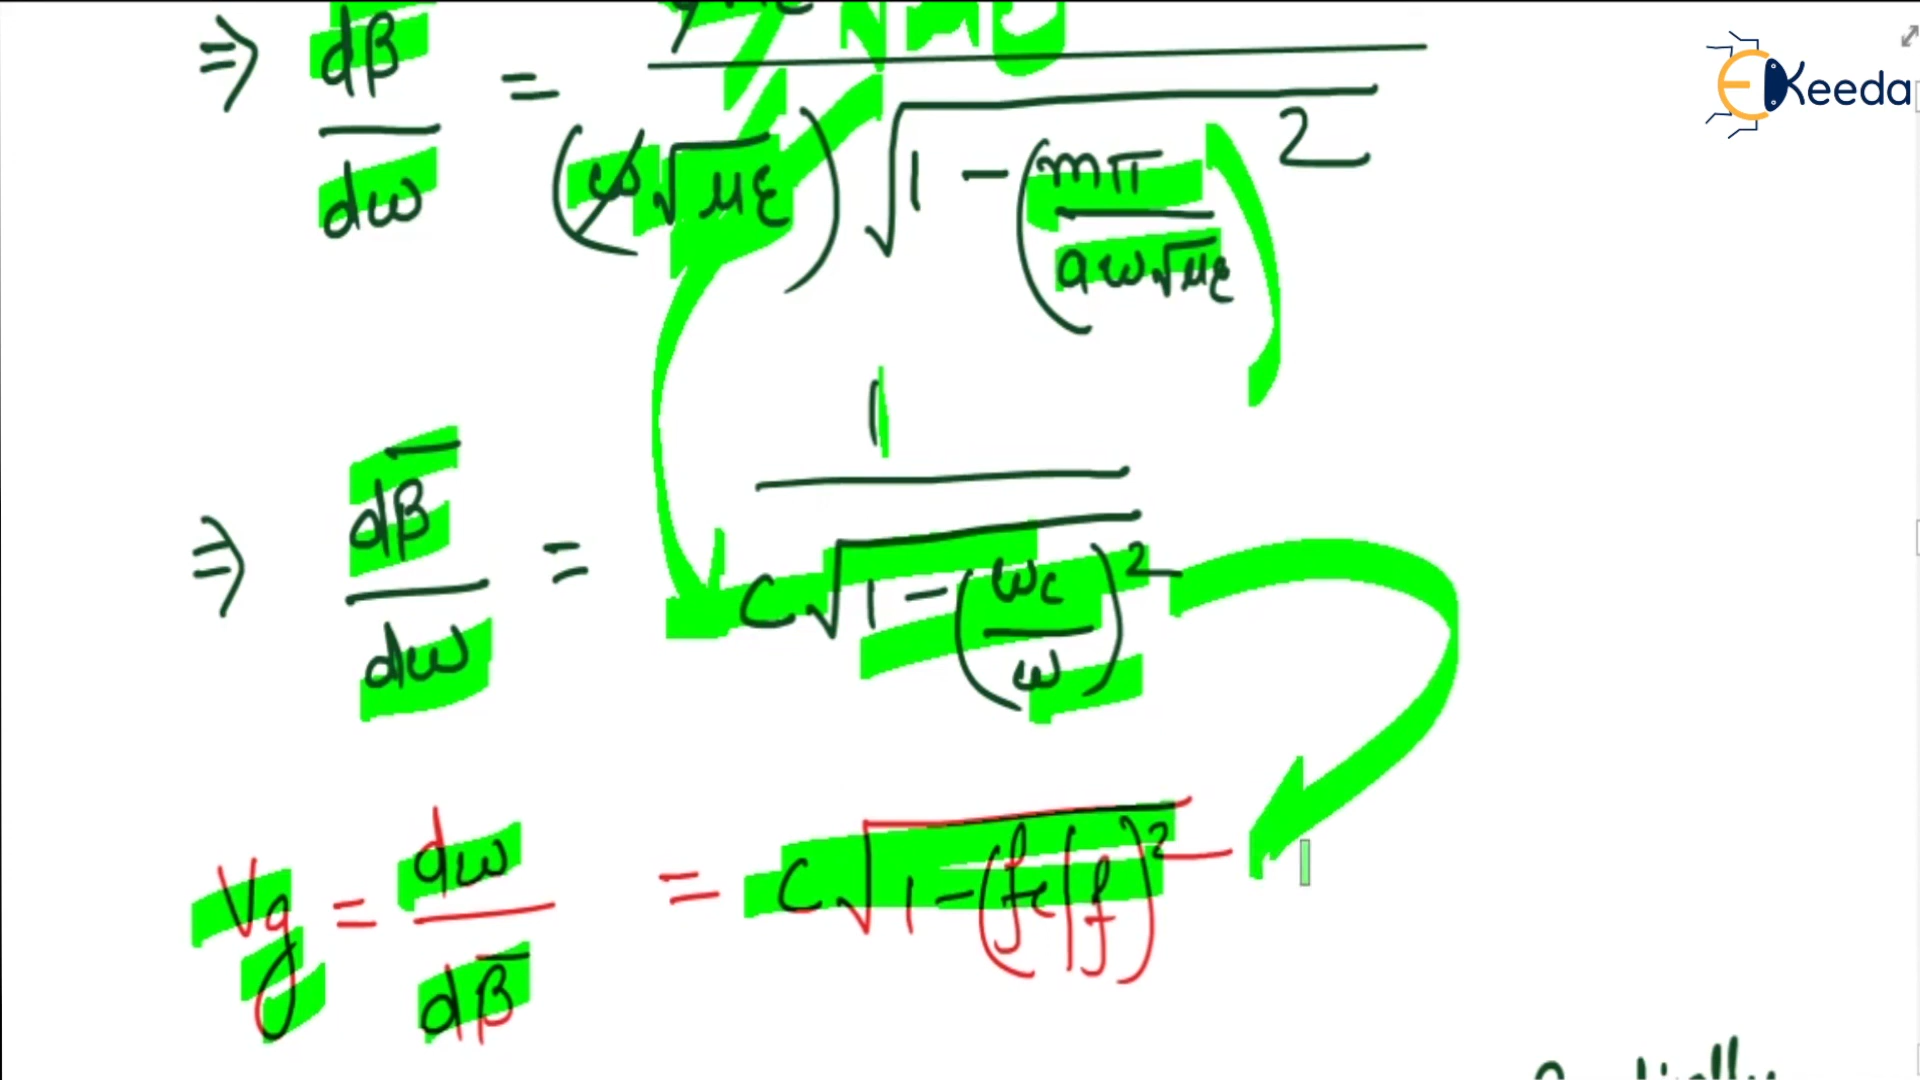 EKeeda
⇒ dβ̅/dω = ω√με) √1 - (mπ/aω√με)²
⇒ dβ̅/dω = 1/C√1 - (ωc/ω)²
Vg = dω/dβ̅ = C√1 - (fc|f)²